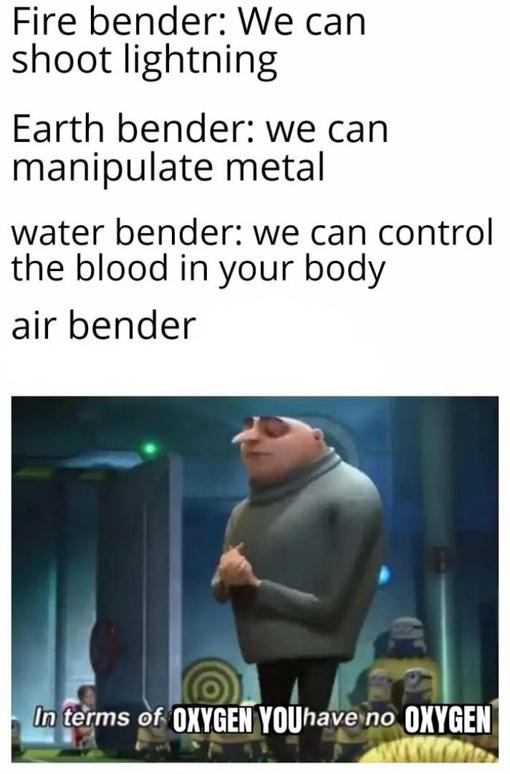 Fire bender: We can
shoot lightning
Earth bender: we can
manipulate metal
water bender: we can control
the blood in your body
air bender
In terms of OXYGEN YOU have no OXYGEN